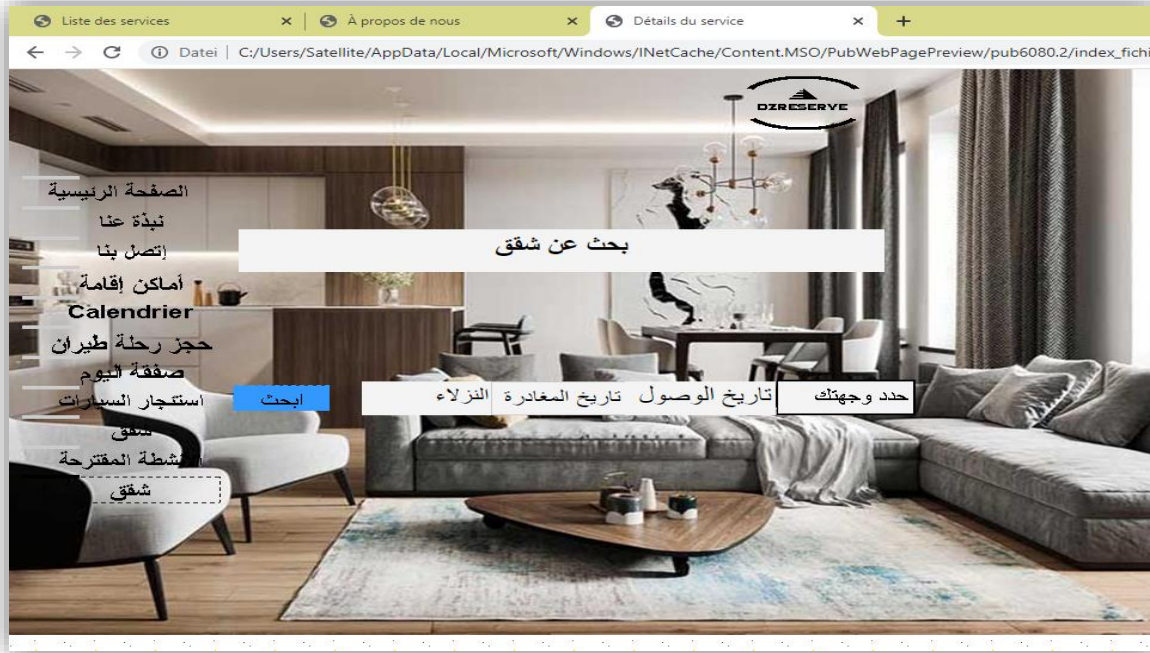 Liste des services
À propos de nous
Détails du service
Datei | C:/Users/Satellite/AppData/Local/Microsoft/Windows/INetCache/Content.MSO/PubWebPagePreview/pub6080.2/index_fichi
DZRESERVE
الصفحة الرئيسية
نبذة عنا
إتصل بنا
بحث عن شقق
أماكن إقامة
Calendrier
حجز رحلة طيران
صفقة اليوم
استئجار السيارات
شقق
المقترحة
شقق
حدد وجهتك
تاريخ الوصول
تاريخ المغادرة
النزلاء
ابحث